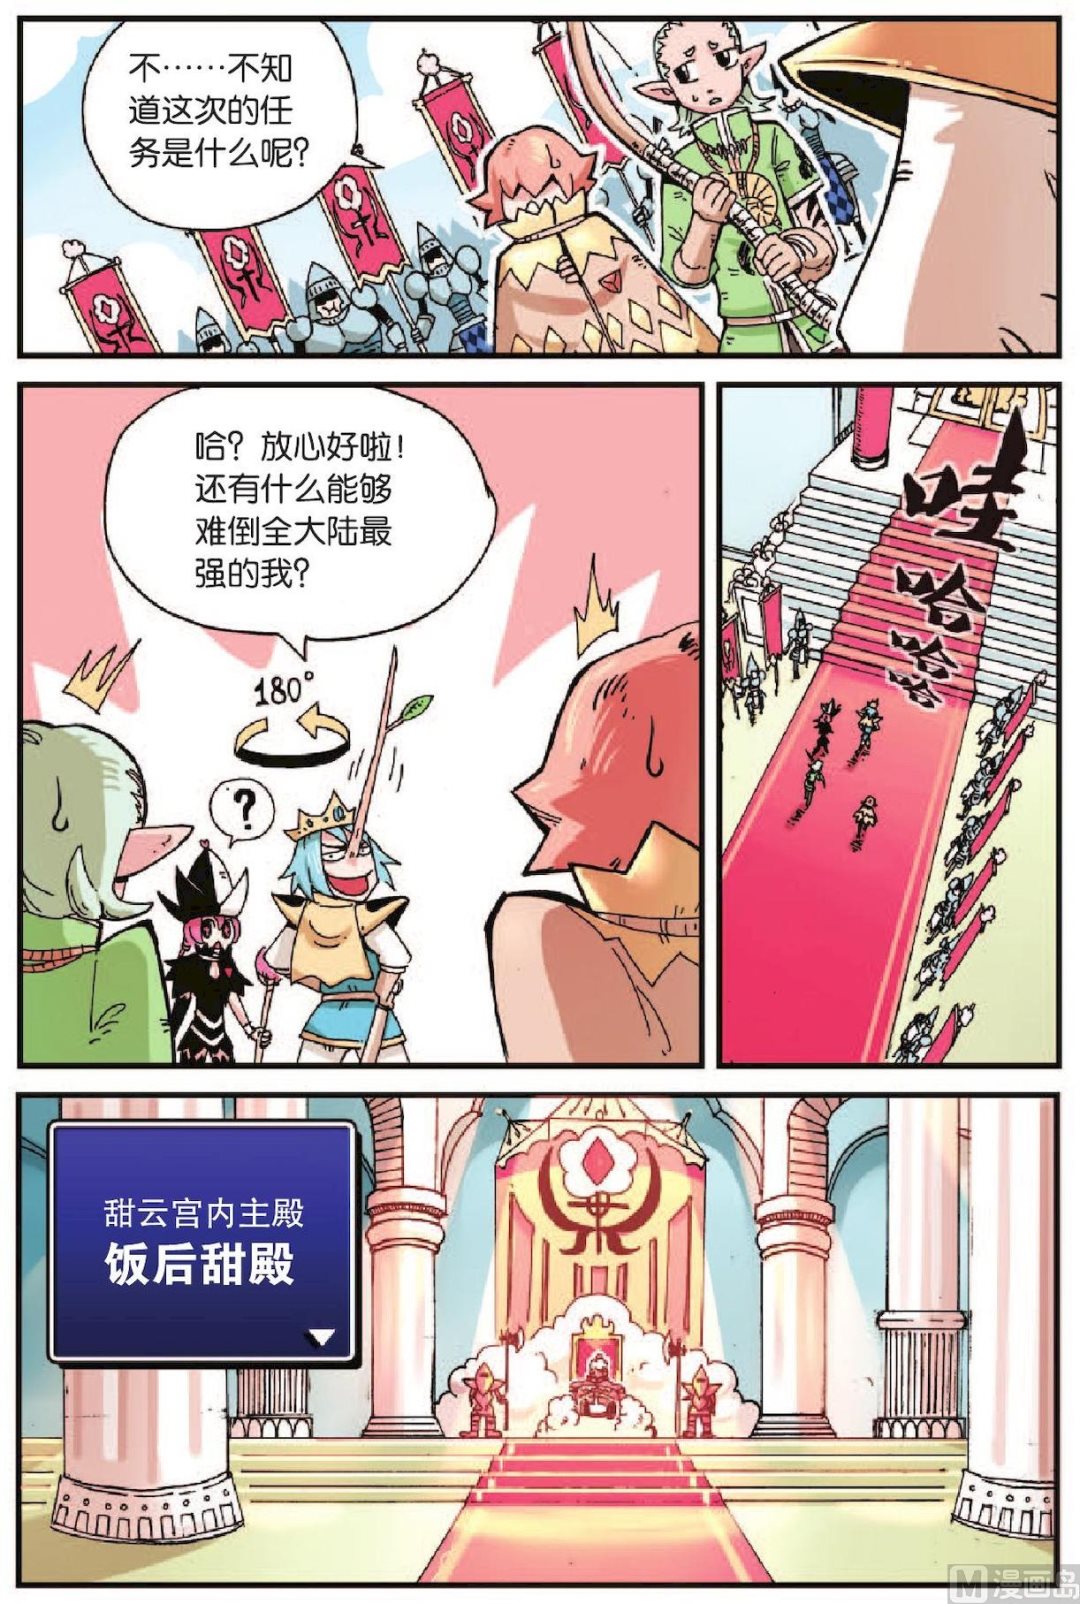 不……不知
道这次的任
务是什么呢？
哈？放心好啦！
还有什么能够
难倒全大陆最
强的我？
180°
?
哇
哈
哈
哈
甜云宫内主殿
饭后甜殿
M 漫画岛